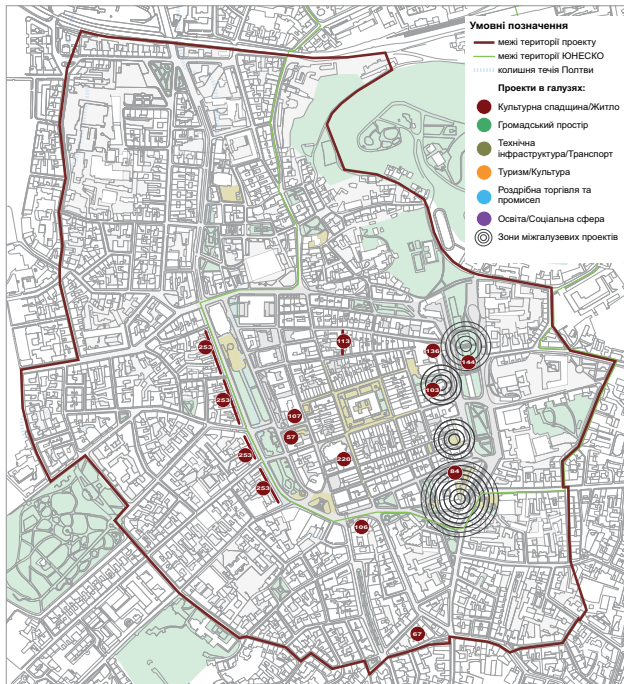 Умовні позначення
межі території проекту
межі території ЮНЕСКО
колишня течія Полтви
Проекти в галузях:
Культурна спадщина/Житло
Громадський простір
Технічна
інфраструктура/Транспорт
Туризм/Культура
Роздрібна торгівля та
промисел
Освіта/Соціальна сфера
Зони міжгалузевих проектів
253
113
136
144
103
253
107
57
253
220
84
253
106
67